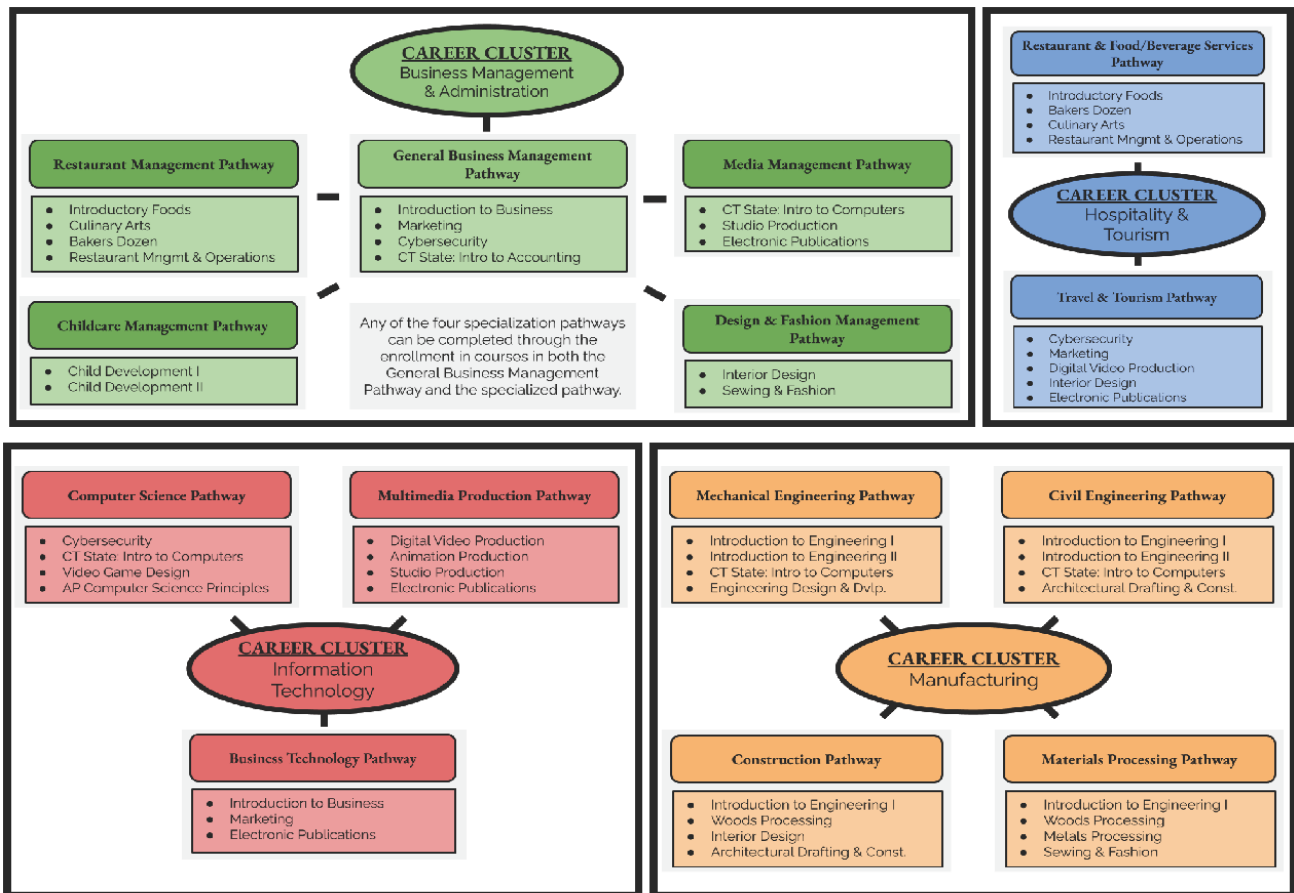 CAREER CLUSTER
Business Management
& Administration
Restaurant Management Pathway
● Introductory Foods
● Culinary Arts
● Bakers Dozen
● Restaurant Mngmt & Operations
General Business Management
Pathway
● Introduction to Business
● Marketing
● Cybersecurity
● CT State: Intro to Accounting
Media Management Pathway
● CT State: Intro to Computers
● Studio Production
● Electronic Publications
Childcare Management Pathway
● Child Development I
● Child Development II
Any of the four specialization pathways
can be completed through the
enrollment in courses in both the
General Business Management
Pathway and the specialized pathway.
Design & Fashion Management
Pathway
● Interior Design
● Sewing & Fashion
Restaurant & Food/Beverage Services
Pathway
● Introductory Foods
● Bakers Dozen
● Culinary Arts
● Restaurant Mngmt & Operations
CAREER CLUSTER
Hospitality &
Tourism
Travel & Tourism Pathway
● Cybersecurity
● Marketing
● Digital Video Production
● Interior Design
● Electronic Publications
Computer Science Pathway
● Cybersecurity
● CT State: Intro to Computers
● Video Game Design
● AP Computer Science Principles
Multimedia Production Pathway
● Digital Video Production
● Animation Production
● Studio Production
● Electronic Publications
CAREER CLUSTER
Information
Technology
Business Technology Pathway
● Introduction to Business
● Marketing
● Electronic Publications
Mechanical Engineering Pathway
● Introduction to Engineering I
● Introduction to Engineering II
● CT State: Intro to Computers
● Engineering Design & Dvlp.
Civil Engineering Pathway
● Introduction to Engineering I
● Introduction to Engineering II
● CT State: Intro to Computers
● Architectural Drafting & Const.
CAREER CLUSTER
Manufacturing
Construction Pathway
● Introduction to Engineering I
● Woods Processing
● Interior Design
● Architectural Drafting & Const.
Materials Processing Pathway
● Introduction to Engineering I
● Woods Processing
● Metals Processing
● Sewing & Fashion